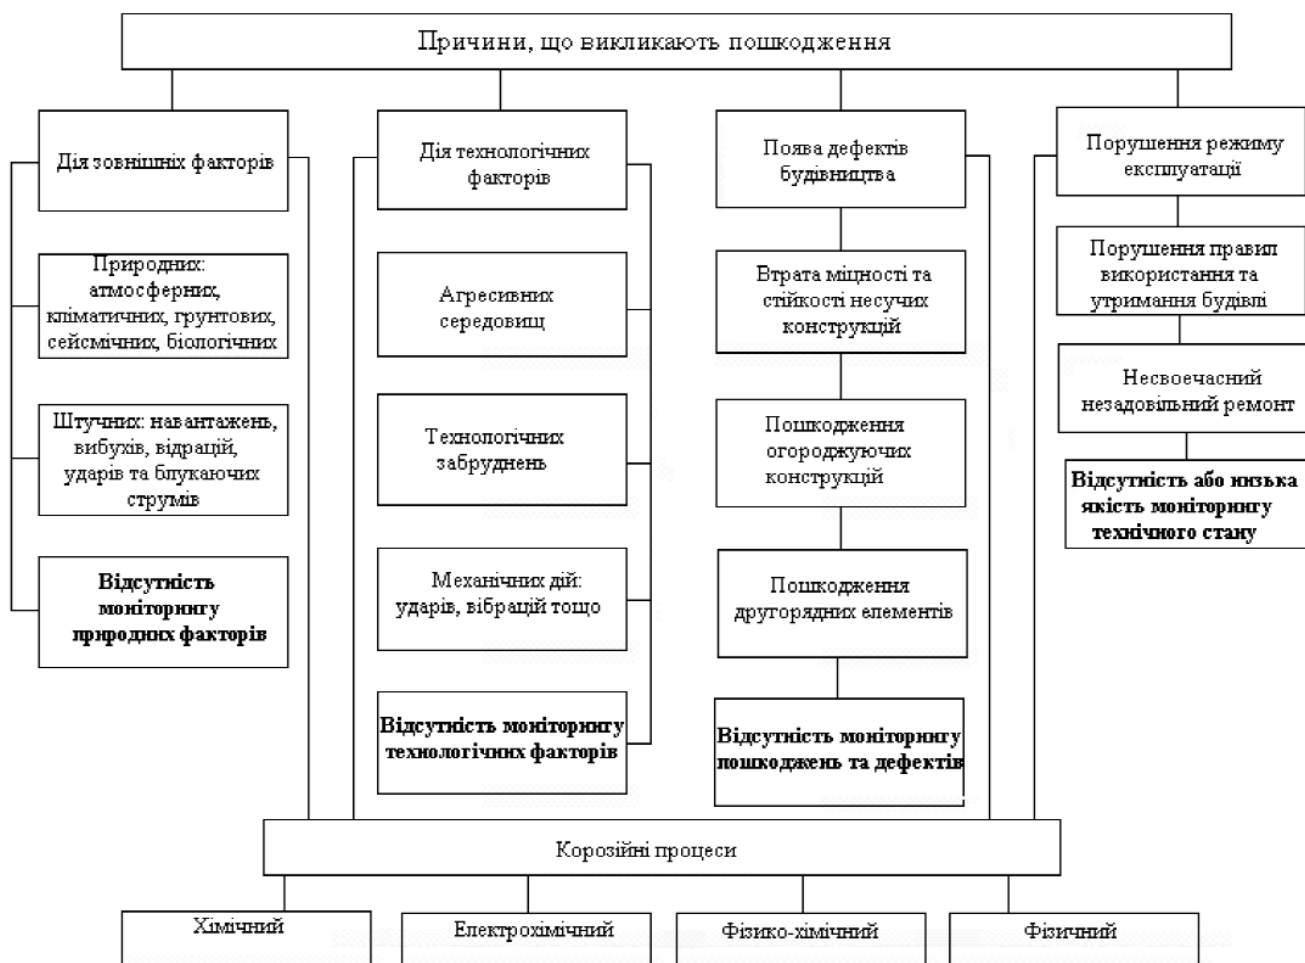 Причини, що викликають пошкодження
Дія зовнішніх факторів
Природних:
атмосферних,
кліматичних, грунтових,
сейсмічних, біологічних
Штучних: навантажень,
вибухів, відрацій,
ударів та блукаючих
струмів
Відсутність
моніторингу
природних факторів
Дія технологічних
факторів
Агресивних
середовищ
Технологічних
забруднень
Механічних дій:
ударів, вібрацій тощо
Відсутність моніторингу
технологічних факторів
Поява дефектів
будівництва
Втрата міцності та
стійкості несучих
конструкцій
Пошкодження
огороджуючих
конструкцій
Пошкодження
другорядних елементів
Відсутність моніторингу
пошкоджень та дефектів
Порушення режиму
експлуатації
Порушення правил
використання та
утримання будівлі
Несвоечасний
незадовільний ремонт
Відсутність або низька
якість моніторингу
технічного стану
Корозійні процеси
Хімічний
Електрохімічний
Фізико-хімічний
Фізичний